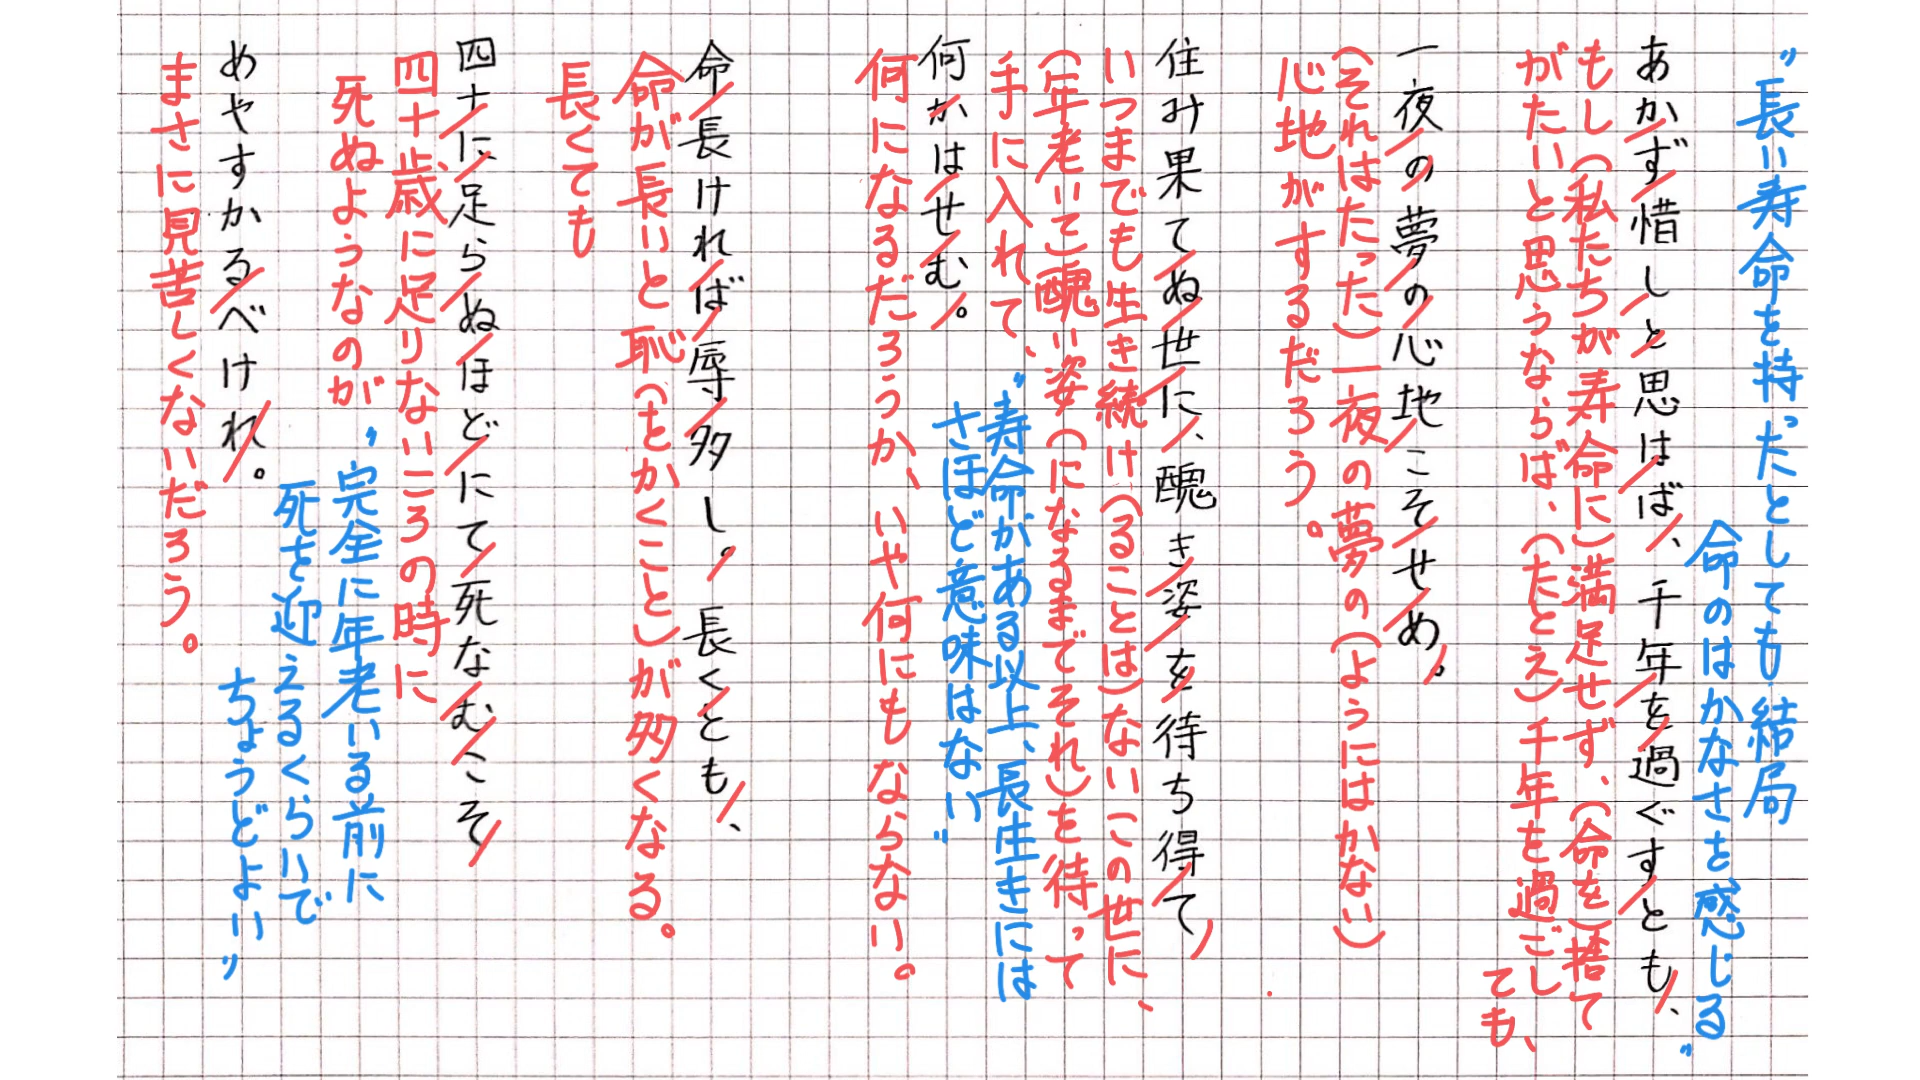 〝長い寿命を持ったとしても結局
命のはかなさを感じる〟
あかず惜しと思はば、千年を過ぐすとも、
もし（私たちが寿命に）満足せず、（命を）捨て
がたいと思うならば、（たとえ）千年を過ごし
ても、
一夜の夢の心地こそせめ。
（それはたった）一夜の夢の（ようにはかない）
心地がするだろう。
住み果てぬ世に、醜き姿を待ち得て、
いつまでも生き続け（ることは）ないこの世に、
（年老いて）醜い姿（になるまでそれ）を待って
手に入れて、
〝寿命がある以上、長生きには
さほど意味はない〟
何かはせむ。
何になるだろうか、いや何にもならない。
命長ければ辱多し。長くとも、
命が長いと恥（をかくこと）が多くなる。
長くても
四十に足らぬほどにて死なむこそ
四十歳に足りないころの時に
死ぬようなのが
〝完全に年老いる前に
死を迎えるくらいで
ちょうどよい〟
めやすかるべけれ。
まさに見苦しくないだろう。